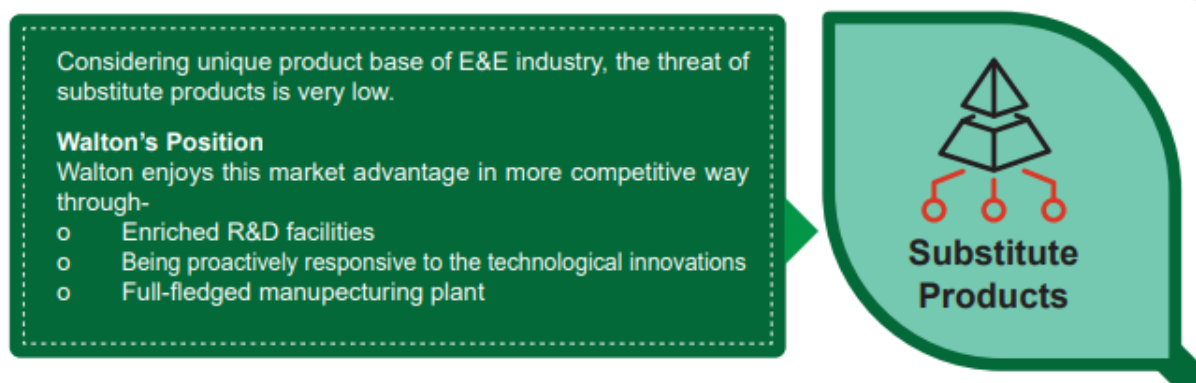 Considering unique product base of E&E industry, the threat of
substitute products is very low.
Walton's Position
Walton enjoys this market advantage in more competitive way
through-
o Enriched R&D facilities
o Being proactively responsive to the technological innovations
o Full-fledged manupecturing plant
Substitute
Products